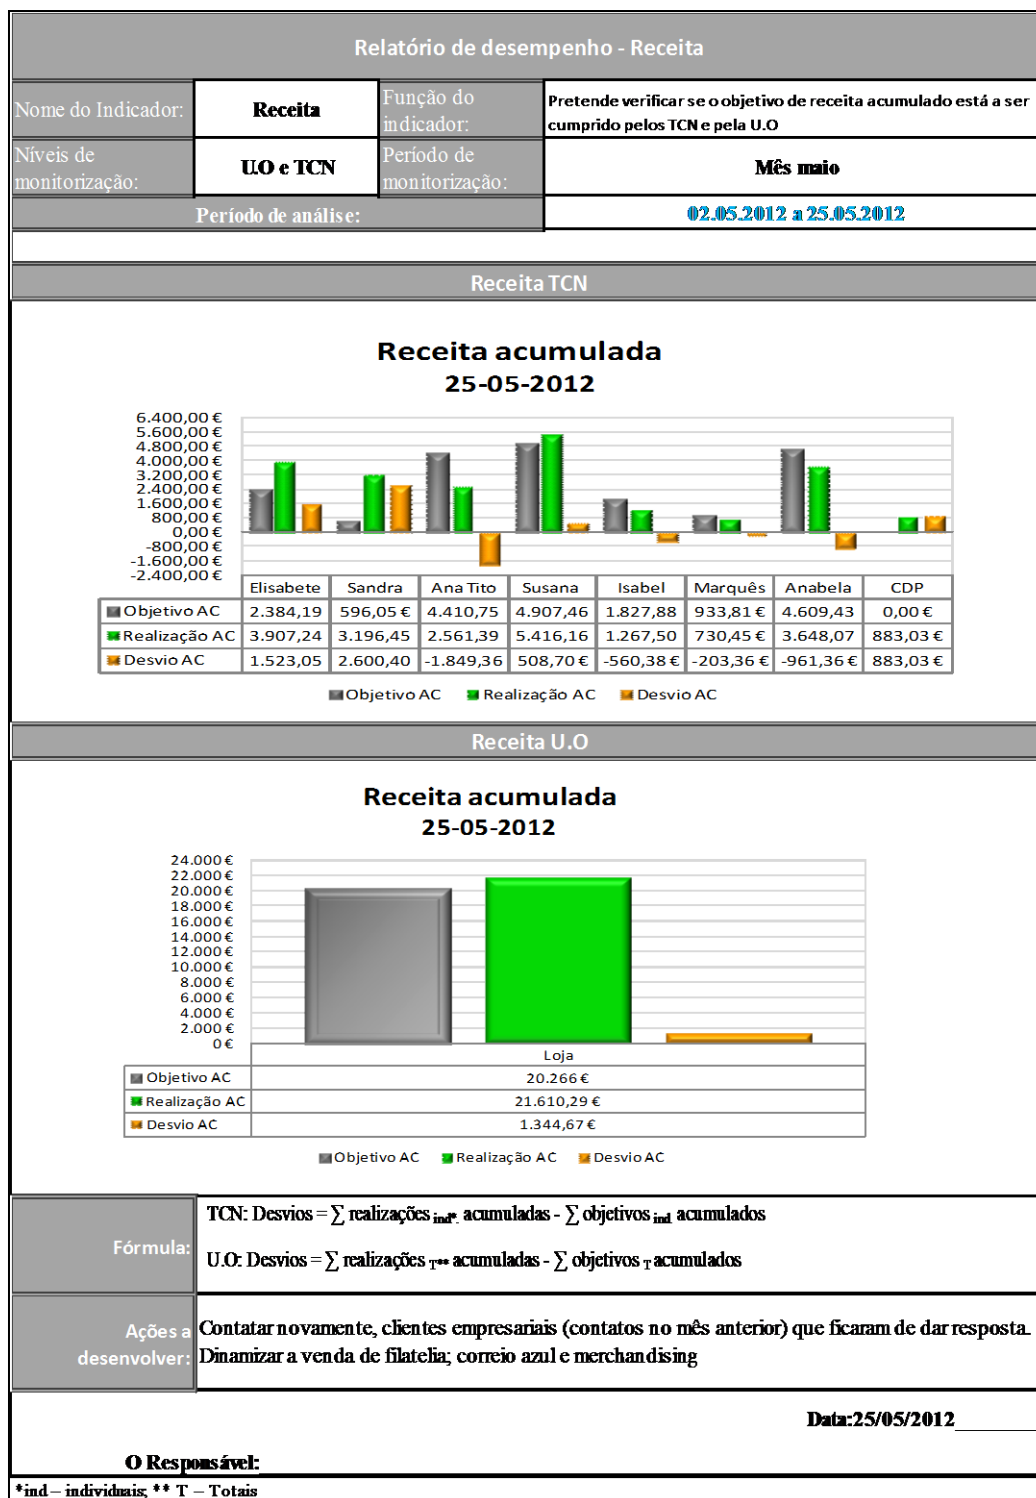 Relatório de desempenho - Receita
Nome do Indicador: Receita Função do indicador: Pretende verificar se o objetivo de receita acumulado está a ser
cumprido pelos TCN e pela U.O
Níveis de monitorização: U.O e TCN Período de monitorização: Mês maio
Período de análise: 02.05.2012 a 25.05.2012
Receita TCN
Receita acumulada
25-05-2012
6.400,00 €
5.600,00 €
4.800,00 €
4.000,00 €
3.200,00 €
2.400,00 €
1.600,00 €
800,00 €
0,00 €
-800,00 €
-1.600,00 €
-2.400,00 €
Elisabete Sandra Ana Tito Susana Isabel Marquês Anabela CDP
Objetivo AC 2.384,19 596,05 € 4.410,75 4.907,46 1.827,88 933,81 € 4.609,43 0,00 €
Realização AC 3.907,24 3.196,45 2.561,39 5.416,16 1.267,50 730,45 € 3.648,07 883,03 €
Desvio AC 1.523,05 2.600,40 -1.849,36 508,70 € -560,38 € -203,36 € -961,36 € 883,03 €
Objetivo AC Realização AC Desvio AC
Receita U.O
Receita acumulada
25-05-2012
24.000 €
22.000 €
20.000 €
18.000 €
16.000 €
14.000 €
12.000 €
10.000 €
8.000 €
6.000 €
4.000 €
2.000 €
0 €
Loja
Objetivo AC 20.266 €
Realização AC 21.610,29 €
Desvio AC 1.344,67 €
Objetivo AC Realização AC Desvio AC
Fórmula: TCN: Desvios = ∑ realizações ind*. acumuladas - ∑ objetivos ind acumulados
U.O: Desvios = ∑ realizações T** acumuladas - ∑ objetivos T acumulados
Ações a desenvolver: Contatar novamente, clientes empresariais (contatos no mês anterior) que ficaram de dar resposta.
Dinamizar a venda de filatelia; correio azul e merchandising
Data:25/05/2012
O Responsável:
*ind – individuais; ** T – Totais